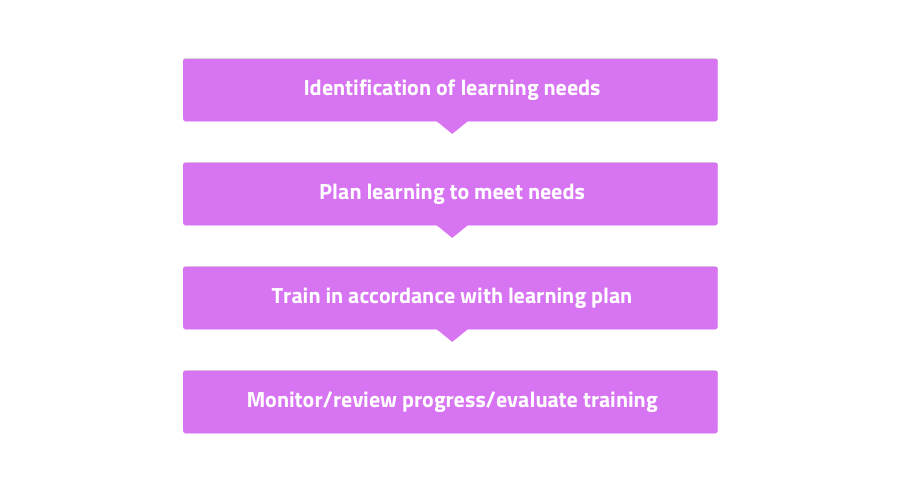 Identification of learning needs
Plan learning to meet needs
Train in accordance with learning plan
Monitor/review progress/evaluate training